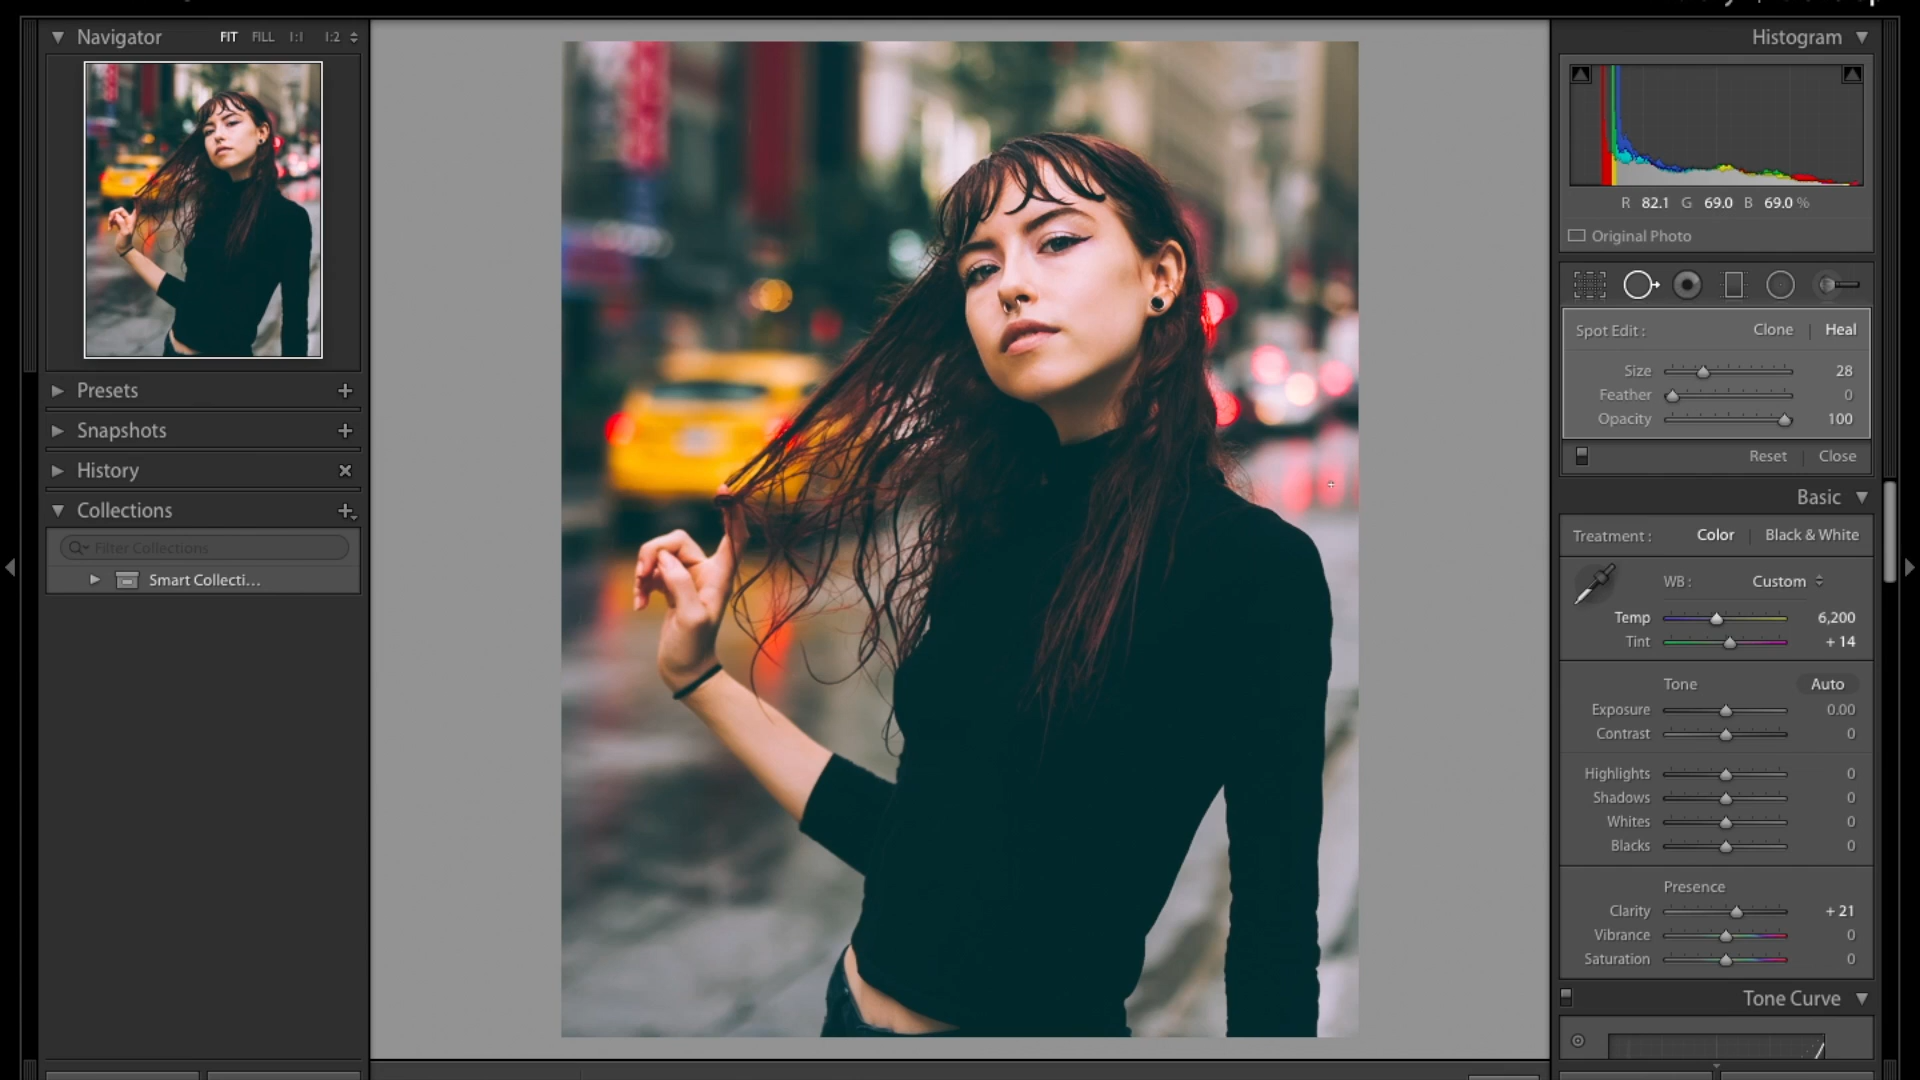 Navigator FIT FILL 1:1 1:2
Presets
Snapshots
History
Collections
Filter Collections
Smart Collecti...
Histogram
R 82.1 G 69.0 B 69.0 %
Original Photo
Spot Edit : Clone | Heal
Size 28
Feather 0
Opacity 100
Reset | Close
Basic
Treatment : Color | Black & White
WB : Custom
Temp 6,200
Tint + 14
Tone Auto
Exposure 0.00
Contrast 0
Highlights 0
Shadows 0
Whites 0
Blacks 0
Presence
Clarity + 21
Vibrance 0
Saturation 0
Tone Curve